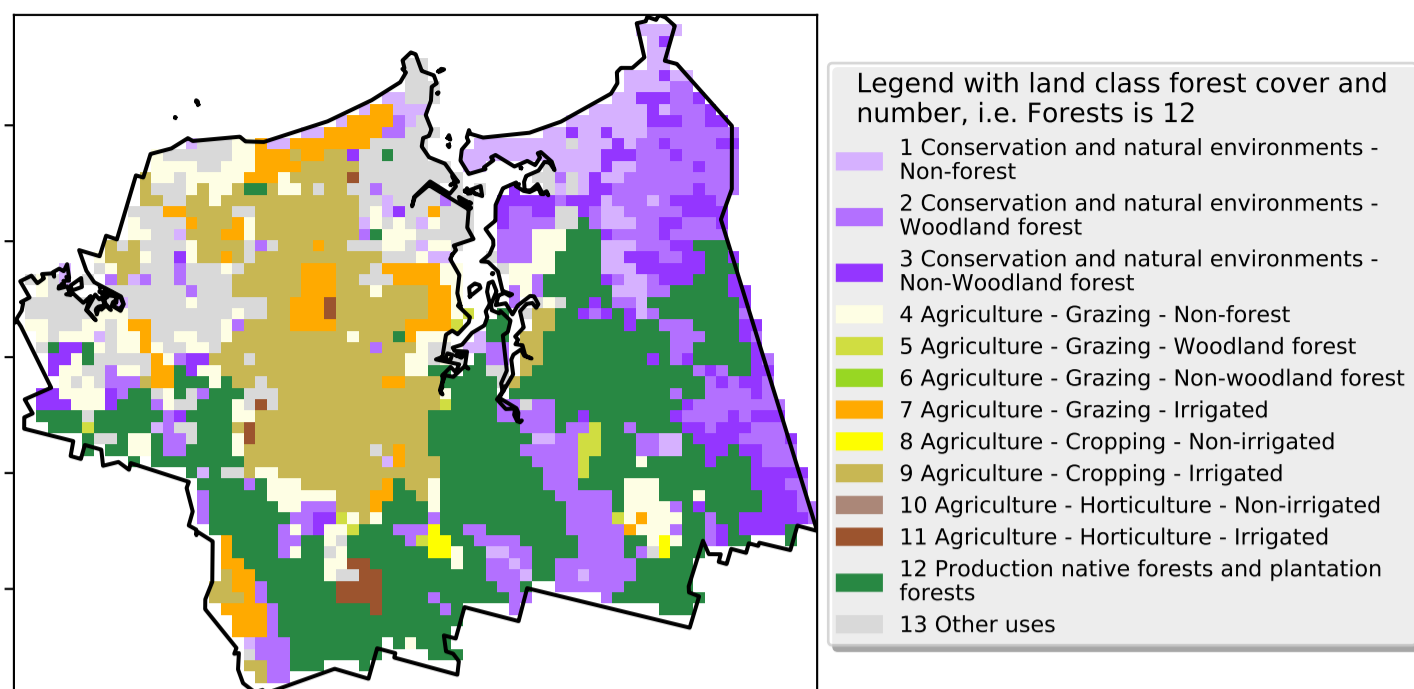 Legend with land class forest cover and
number, i.e. Forests is 12
1 Conservation and natural environments -
Non-forest
2 Conservation and natural environments -
Woodland forest
3 Conservation and natural environments -
Non-Woodland forest
4 Agriculture - Grazing - Non-forest
5 Agriculture - Grazing - Woodland forest
6 Agriculture - Grazing - Non-woodland forest
7 Agriculture - Grazing - Irrigated
8 Agriculture - Cropping - Non-irrigated
9 Agriculture - Cropping - Irrigated
10 Agriculture - Horticulture - Non-irrigated
11 Agriculture - Horticulture - Irrigated
12 Production native forests and plantation
forests
13 Other uses